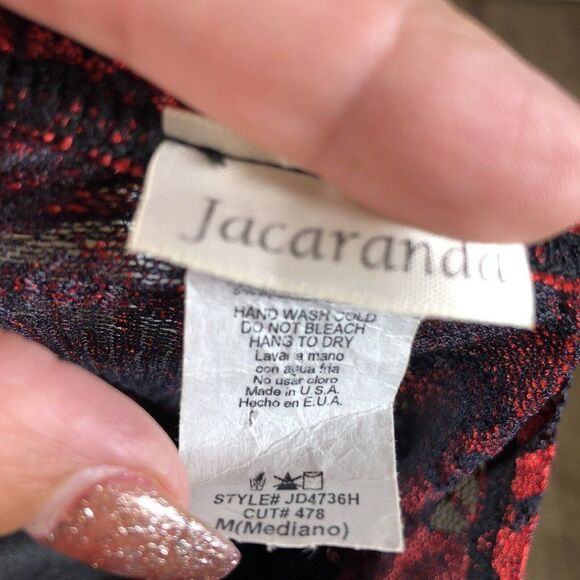 Jacaranda
HAND WASH COLD
DO NOT BLEACH
HANG TO DRY
Lavar a mano
con agua fria
No usar cloro
Made in U.S.A.
Hecho en E.U.A.
STYLE# JD4736H
CUT# 478
M(Mediano)